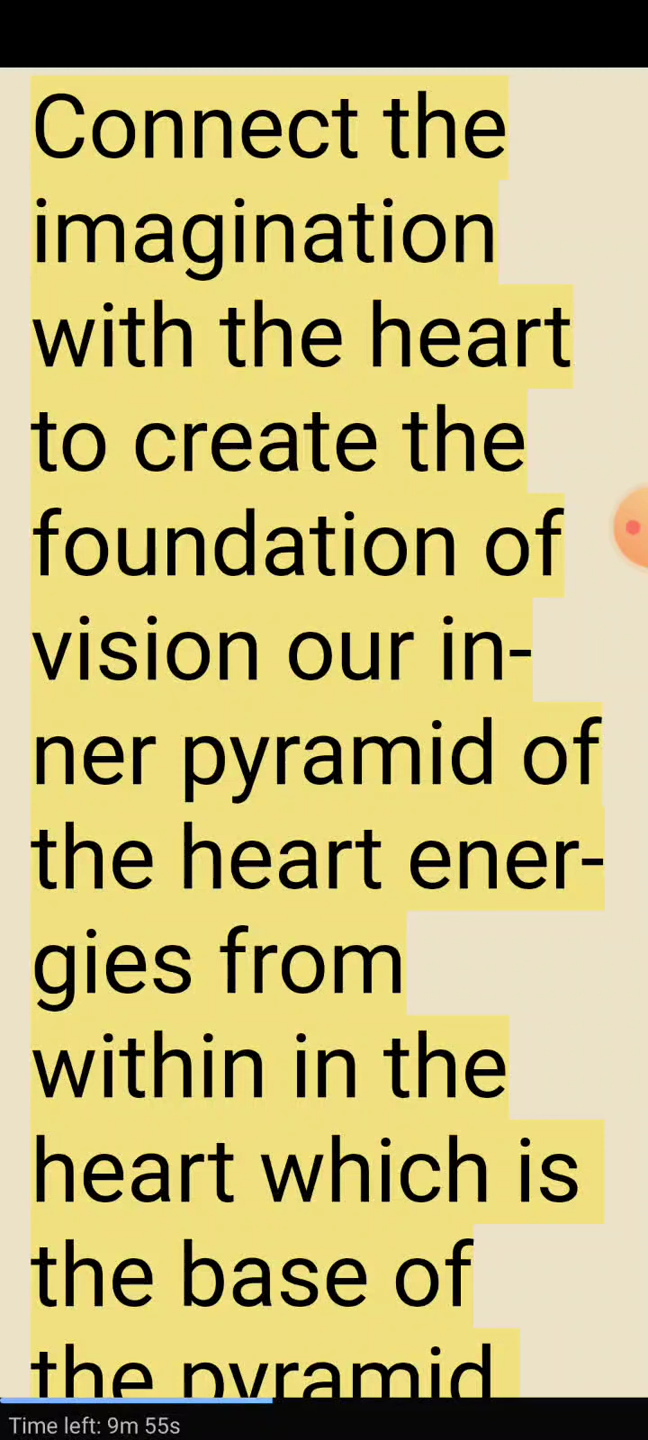 Connect the
imagination
with the heart
to create the
foundation of
vision our in-
ner pyramid of
the heart ener-
gies from
within in the
heart which is
the base of
the pyramid
Time left: 9m 55s